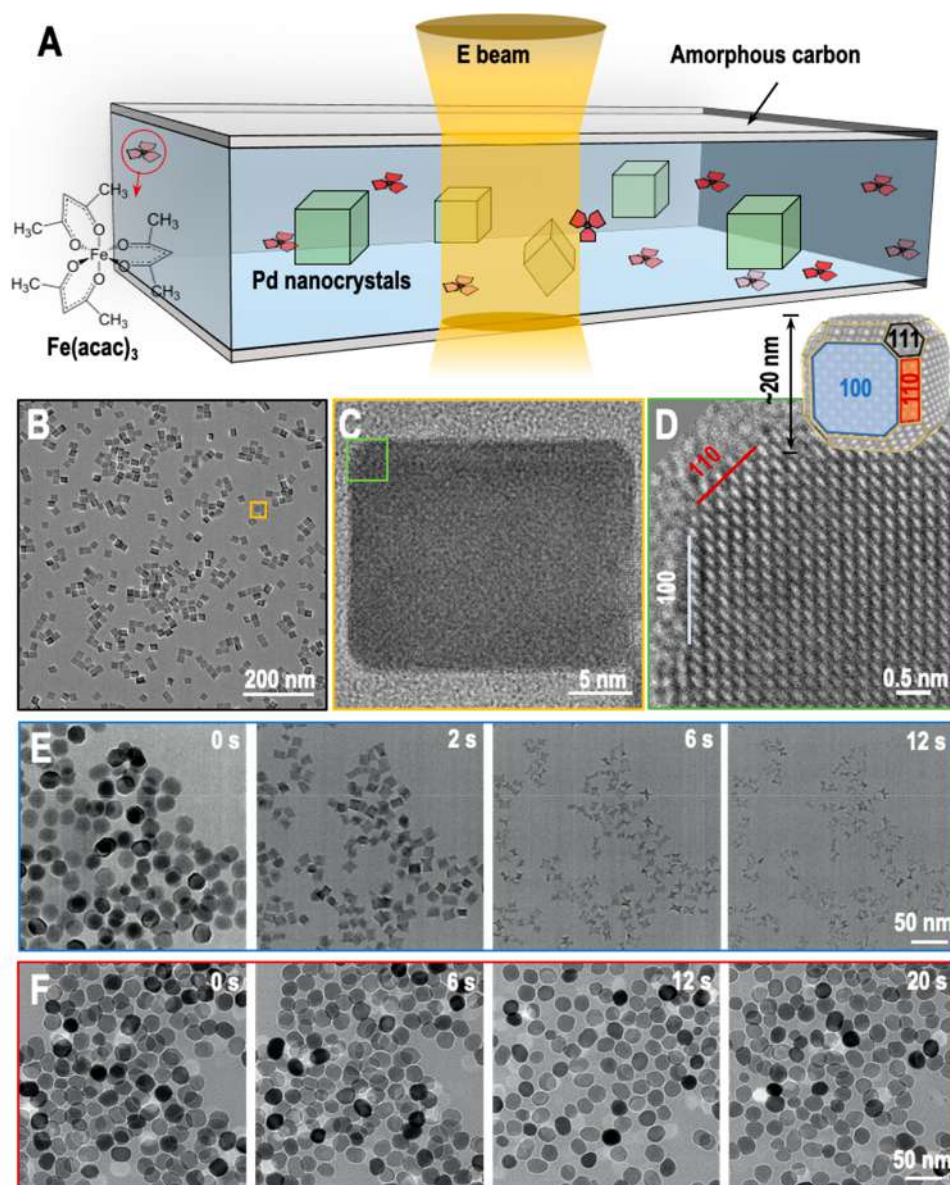 A
E beam
Amorphous carbon
CH₃
H₃C
O
O
CH₃
O
Fe
O
O
O
H₃C
CH₃
CH₃
Fe(acac)₃
Pd nanocrystals
~20 nm
111
100
110
B
200 nm
C
5 nm
D
110
100
0.5 nm
E
0 s
2 s
6 s
12 s
50 nm
F
0 s
6 s
12 s
20 s
50 nm